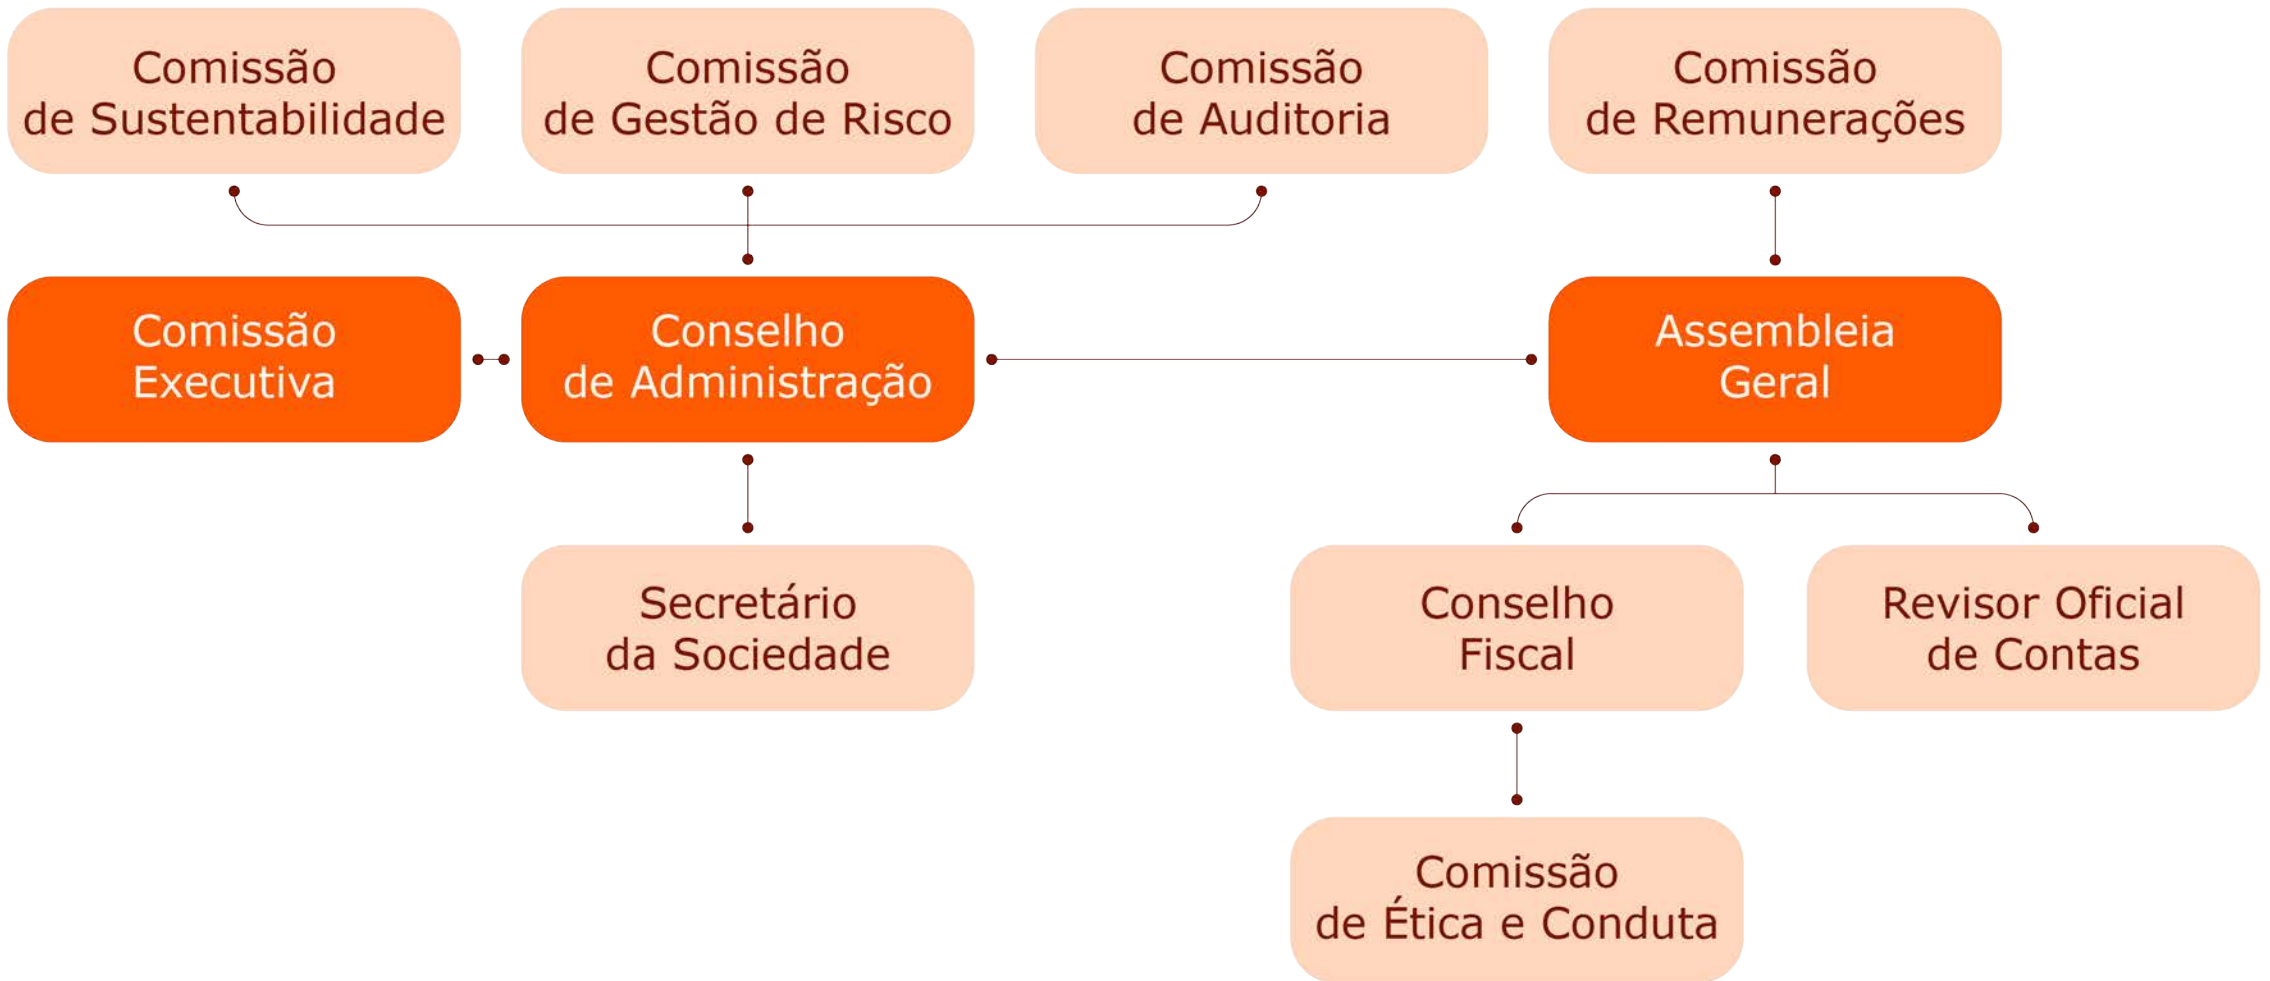 Comissão
de Sustentabilidade
Comissão
de Gestão de Risco
Comissão
de Auditoria
Comissão
de Remunerações
Comissão
Executiva
Conselho
de Administração
Assembleia
Geral
Secretário
da Sociedade
Conselho
Fiscal
Revisor Oficial
de Contas
Comissão
de Ética e Conduta